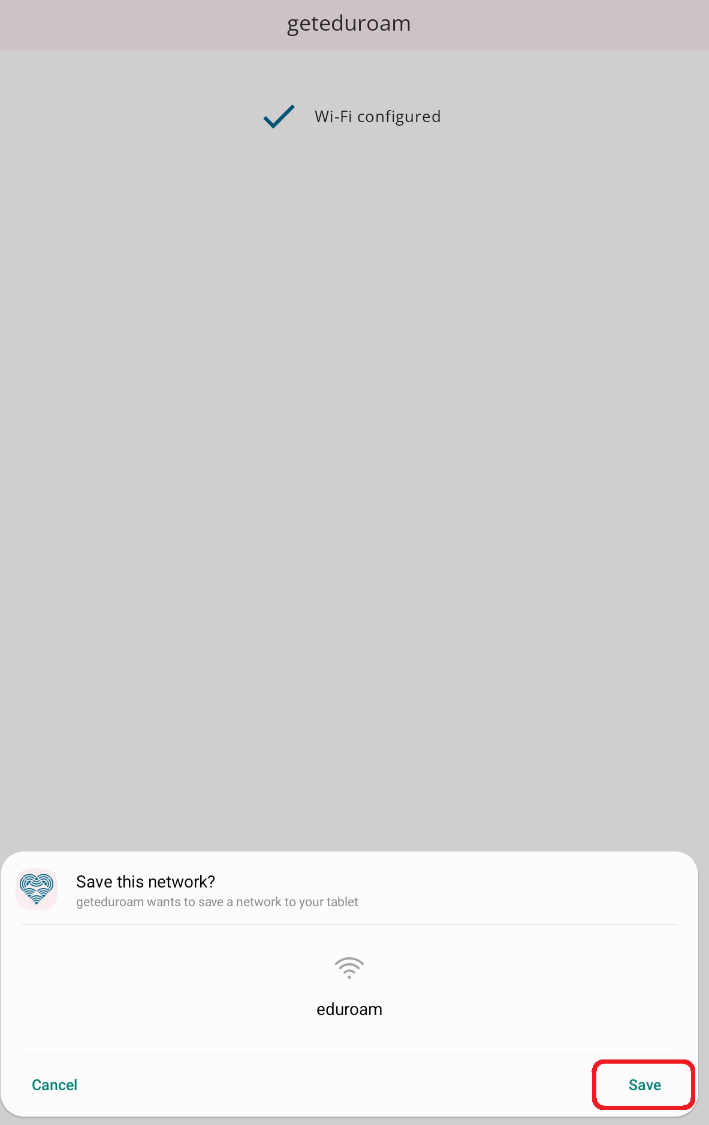 geteduroam
Wi-Fi configured
Save this network?
geteduroam wants to save a network to your tablet
eduroam
Cancel
Save